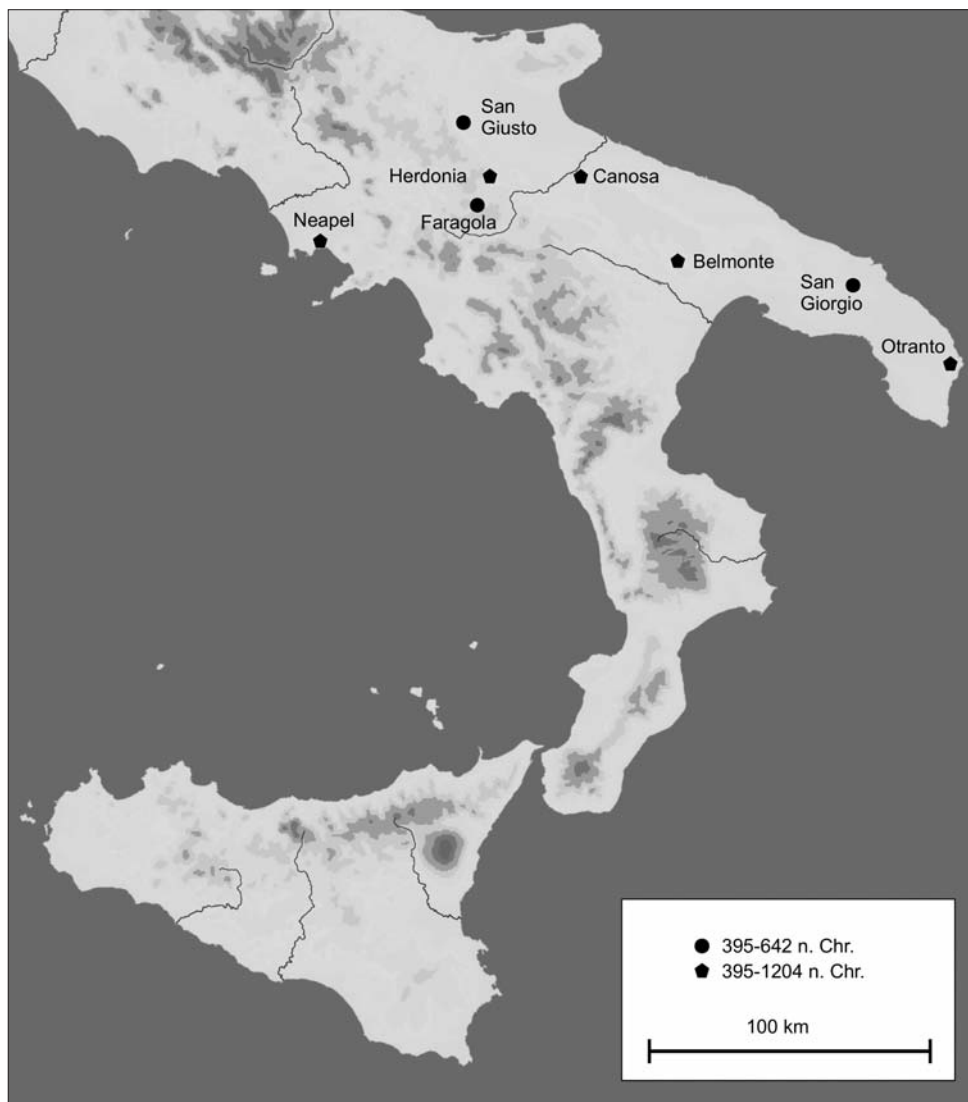 San
Giusto
Herdonia
Canosa
Faragola
Neapel
Belmonte
San
Giorgio
Otranto
395-642 n. Chr.
395-1204 n. Chr.
100 km